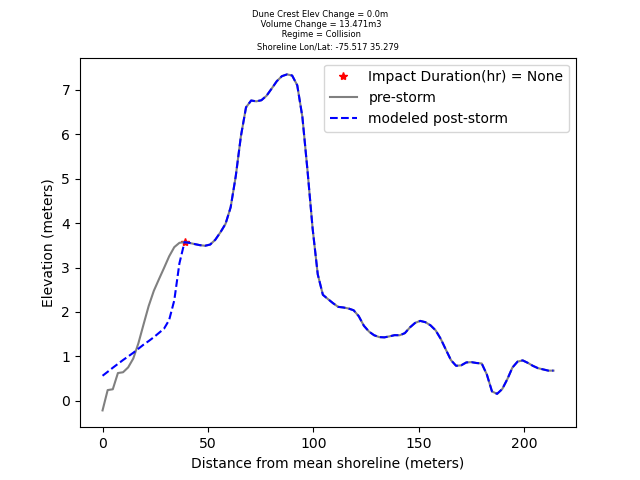 Dune Crest Elev Change = 0.0m
Volume Change = 13.471m3
Regime = Collision
Shoreline Lon/Lat: -75.517 35.279
Impact Duration(hr) = None
pre-storm
modeled post-storm
7
6
5
4
3
2
1
0
Elevation (meters)
0 50 100 150 200
Distance from mean shoreline (meters)